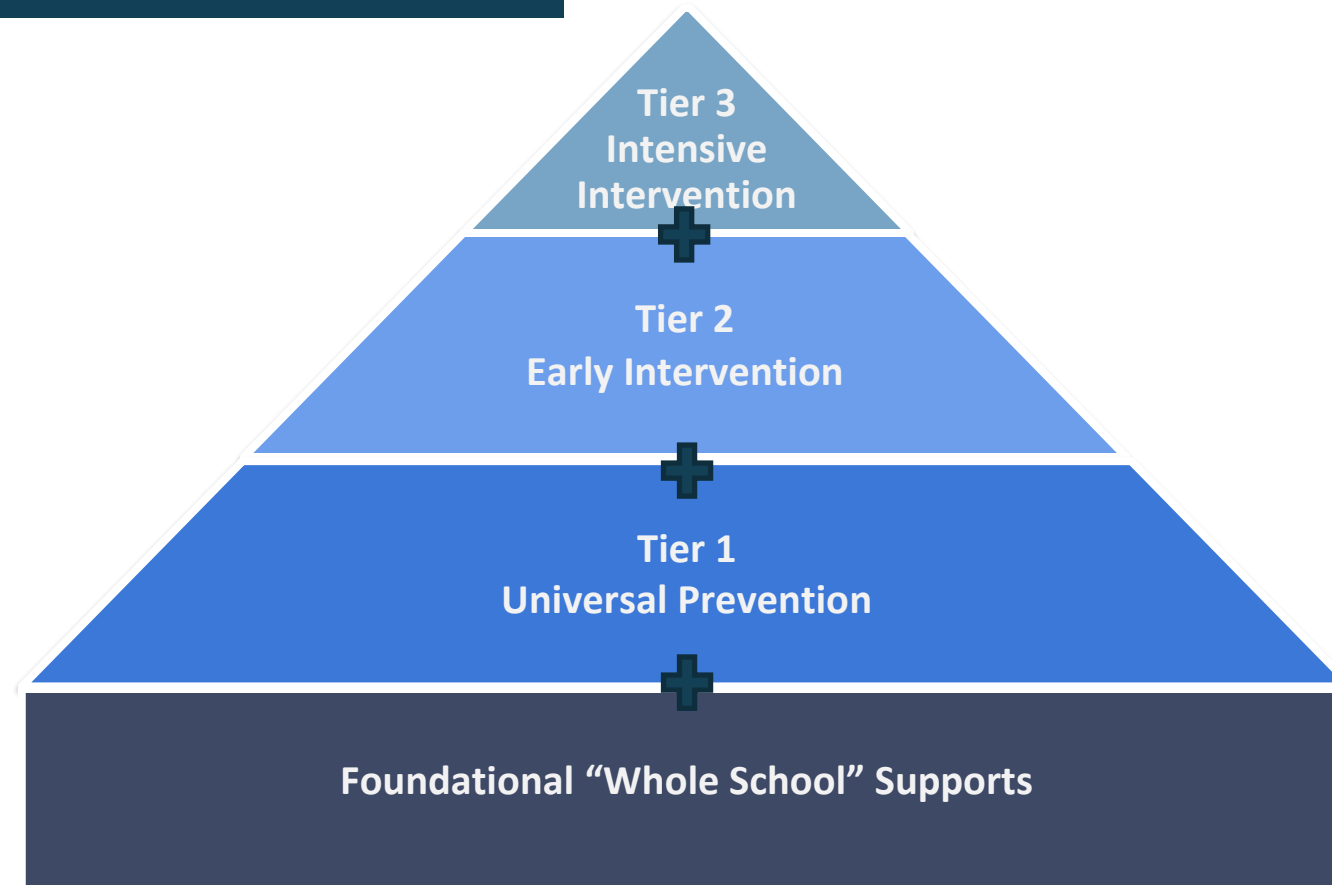 Tier 3
Intensive
Intervention
Tier 2
Early Intervention
Tier 1
Universal Prevention
Foundational “Whole School” Supports